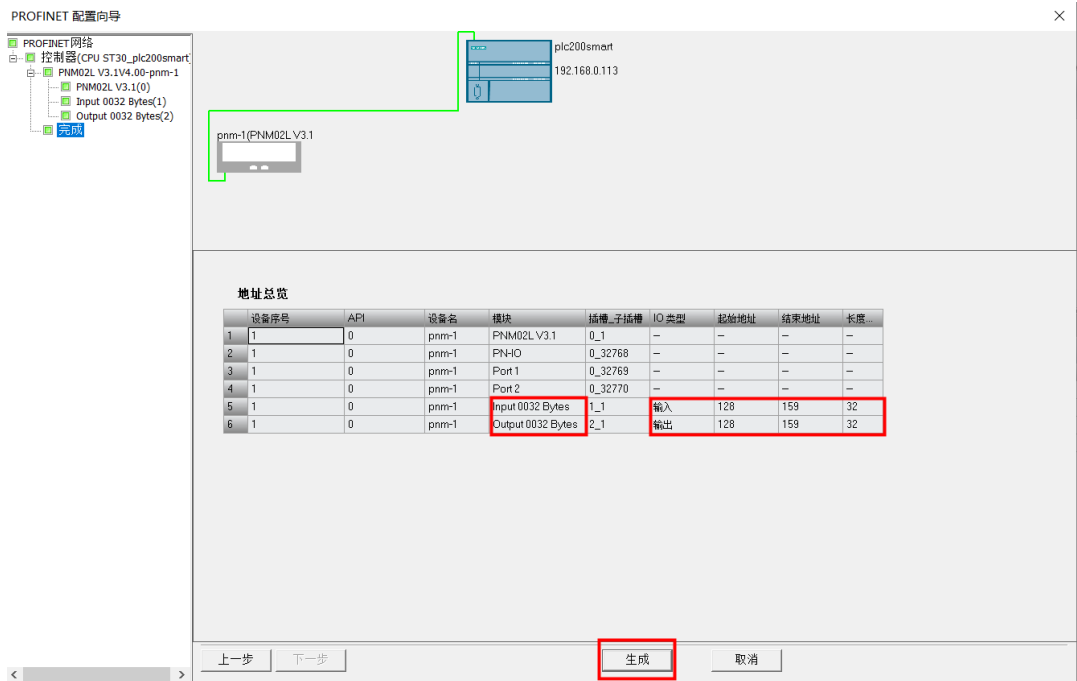 PROFINET 配置向导
PROFINET网络
控制器(CPU ST30_plc200smart
PNM02L V3.1V4.00-pnm-1
PNM02L V3.1(0)
Input 0032 Bytes(1)
Output 0032 Bytes(2)
完成
plc200smart
192.168.0.113
pnm-1(PNM02L V3.1
地址总览
设备序号 API 设备名 模块 插槽_子插槽 IO 类型 起始地址 结束地址 长度...
1 1 0 pnm-1 PNM02L V3.1 0_1 – – – –
2 1 0 pnm-1 PN-IO 0_32768 – – – –
3 1 0 pnm-1 Port 1 0_32769 – – – –
4 1 0 pnm-1 Port 2 0_32770 – – – –
5 1 0 pnm-1 Input 0032 Bytes 1_1 输入 128 159 32
6 1 0 pnm-1 Output 0032 Bytes 2_1 输出 128 159 32
上一步 下一步 生成 取消